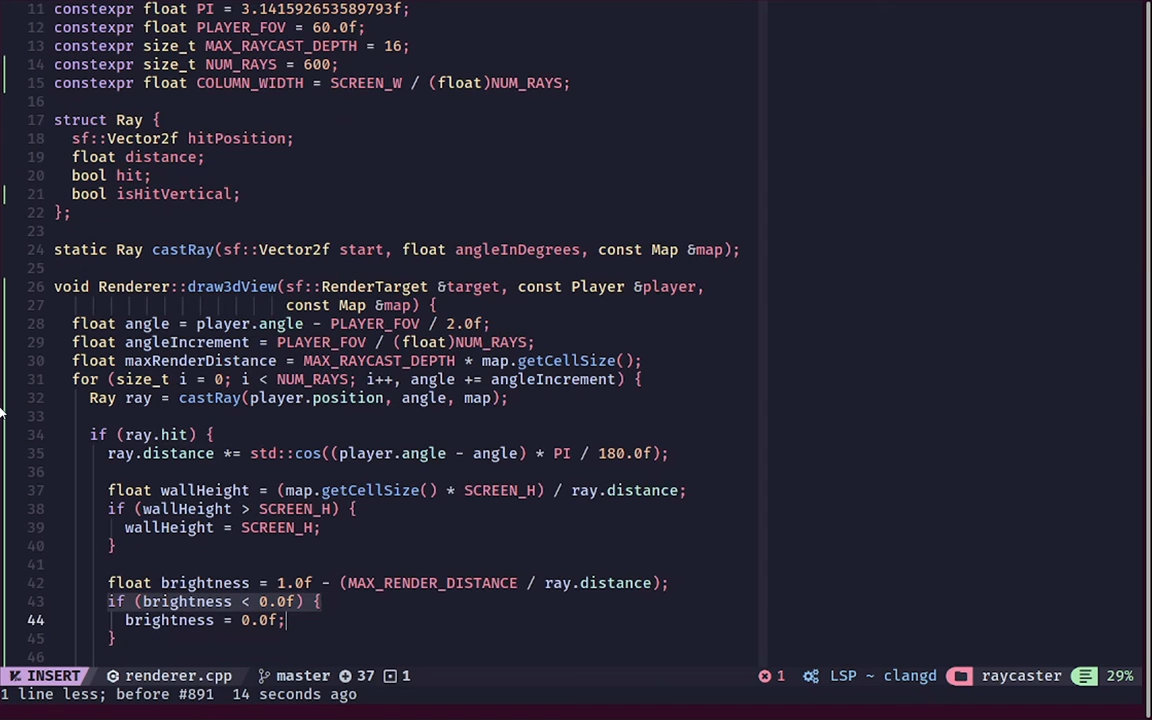 11 constexpr float PI = 3.141592653589793f;
12 constexpr float PLAYER_FOV = 60.0f;
13 constexpr size_t MAX_RAYCAST_DEPTH = 16;
14 constexpr size_t NUM_RAYS = 600;
15 constexpr float COLUMN_WIDTH = SCREEN_W / (float)NUM_RAYS;
16
17 struct Ray {
18   sf::Vector2f hitPosition;
19   float distance;
20   bool hit;
21   bool isHitVertical;
22 };
23
24 static Ray castRay(sf::Vector2f start, float angleInDegrees, const Map &map);
25
26 void Renderer::draw3dView(sf::RenderTarget &target, const Player &player,
27                           const Map &map) {
28   float angle = player.angle - PLAYER_FOV / 2.0f;
29   float angleIncrement = PLAYER_FOV / (float)NUM_RAYS;
30   float maxRenderDistance = MAX_RAYCAST_DEPTH * map.getCellSize();
31   for (size_t i = 0; i < NUM_RAYS; i++, angle += angleIncrement) {
32     Ray ray = castRay(player.position, angle, map);
33
34     if (ray.hit) {
35       ray.distance *= std::cos((player.angle - angle) * PI / 180.0f);
36
37       float wallHeight = (map.getCellSize() * SCREEN_H) / ray.distance;
38       if (wallHeight > SCREEN_H) {
39         wallHeight = SCREEN_H;
40       }
41
42       float brightness = 1.0f - (MAX_RENDER_DISTANCE / ray.distance);
43       if (brightness < 0.0f) {
44         brightness = 0.0f;
45       }
46
INSERT renderer.cpp master 37 1 1 LSP ~ clangd raycaster 29%
1 line less; before #891  14 seconds ago